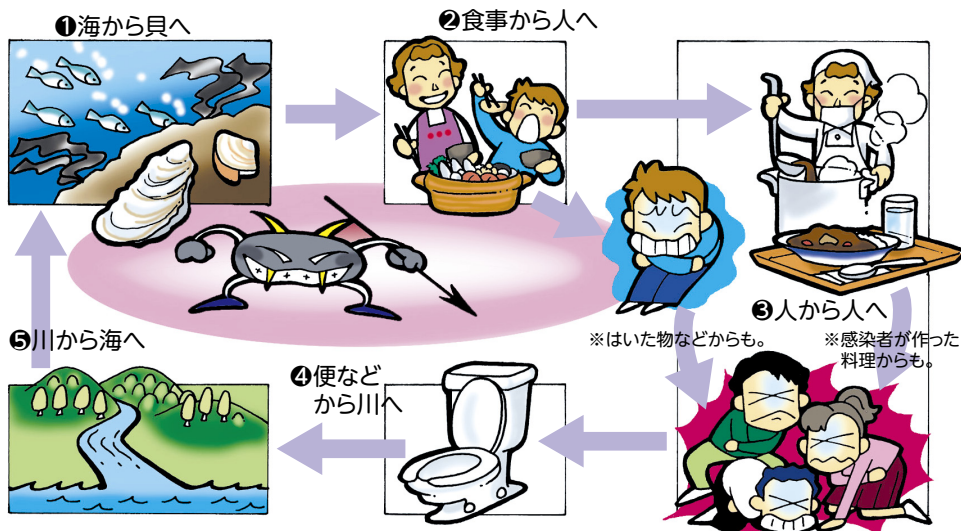 ❶海から貝へ
❷食事から人へ
❸人から人へ
※はいた物などからも。
※感染者が作った
料理からも。
❹便など
から川へ
❺川から海へ